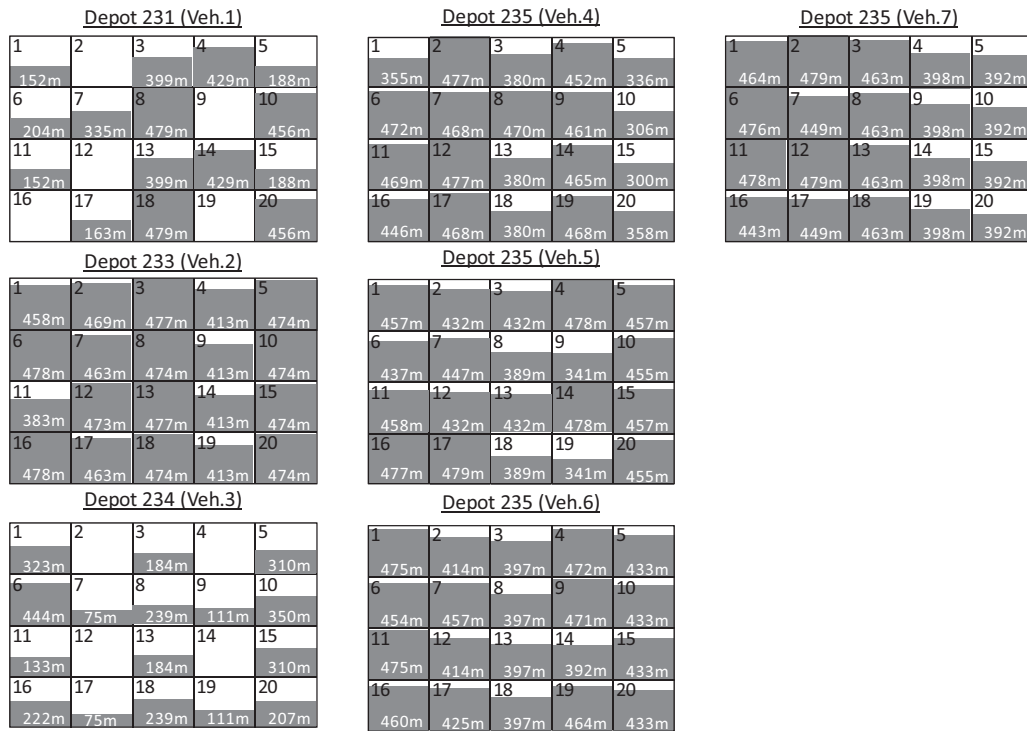 Depot 231 (Veh.1)
1 2 3 4 5
152m 399m 429m 188m
6 7 8 9 10
204m 335m 479m 456m
11 12 13 14 15
152m 399m 429m 188m
16 17 18 19 20
163m 479m 456m
Depot 233 (Veh.2)
1 2 3 4 5
458m 469m 477m 413m 474m
6 7 8 9 10
478m 463m 474m 413m 474m
11 12 13 14 15
383m 473m 477m 413m 474m
16 17 18 19 20
478m 463m 474m 413m 474m
Depot 234 (Veh.3)
1 2 3 4 5
323m 184m 310m
6 7 8 9 10
444m 75m 239m 111m 350m
11 12 13 14 15
133m 184m 310m
16 17 18 19 20
222m 75m 239m 111m 207m
Depot 235 (Veh.4)
1 2 3 4 5
355m 477m 380m 452m 336m
6 7 8 9 10
472m 468m 470m 461m 306m
11 12 13 14 15
469m 477m 380m 465m 300m
16 17 18 19 20
446m 468m 380m 468m 358m
Depot 235 (Veh.5)
1 2 3 4 5
457m 432m 432m 478m 457m
6 7 8 9 10
437m 447m 389m 341m 455m
11 12 13 14 15
458m 432m 432m 478m 457m
16 17 18 19 20
477m 479m 389m 341m 455m
Depot 235 (Veh.6)
1 2 3 4 5
475m 414m 397m 472m 433m
6 7 8 9 10
454m 457m 397m 471m 433m
11 12 13 14 15
475m 414m 397m 392m 433m
16 17 18 19 20
460m 425m 397m 464m 433m
Depot 235 (Veh.7)
1 2 3 4 5
464m 479m 463m 398m 392m
6 7 8 9 10
476m 449m 463m 398m 392m
11 12 13 14 15
478m 479m 463m 398m 392m
16 17 18 19 20
443m 449m 463m 398m 392m